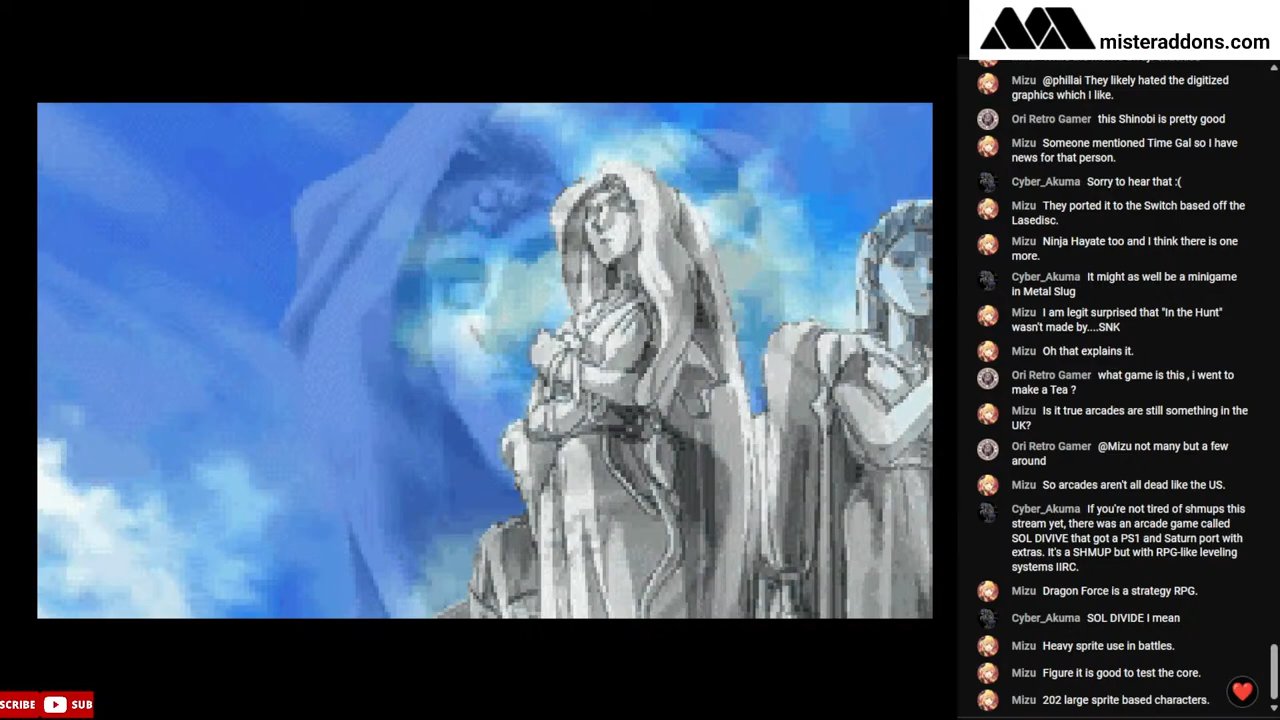 misteraddons.com
Mizu @phillai They likely hated the digitized
graphics which I like.
Ori Retro Gamer this Shinobi is pretty good
Mizu Someone mentioned Time Gal so I have
news for that person.
Cyber_Akuma Sorry to hear that :(
Mizu They ported it to the Switch based off the
Lasedisc.
Mizu Ninja Hayate too and I think there is one
more.
Cyber_Akuma It might as well be a minigame
in Metal Slug
Mizu I am legit surprised that "In the Hunt"
wasn't made by....SNK
Mizu Oh that explains it.
Ori Retro Gamer what game is this , i went to
make a Tea ?
Mizu Is it true arcades are still something in the
UK?
Ori Retro Gamer @Mizu not many but a few
around
Mizu So arcades aren't all dead like the US.
Cyber_Akuma If you're not tired of shmups this
stream yet, there was an arcade game called
SOL DIVIVE that got a PS1 and Saturn port with
extras. It's a SHMUP but with RPG-like leveling
systems IIRC.
Mizu Dragon Force is a strategy RPG.
Cyber_Akuma SOL DIVIDE I mean
Mizu Heavy sprite use in battles.
Mizu Figure it is good to test the core.
Mizu 202 large sprite based characters.
SCRIBE SUB